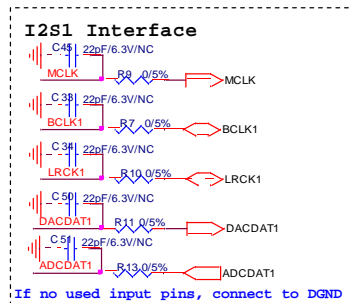 I2S1 Interface
C45 22pF/6.3V/NC
MCLK R9 0/5% MCLK
C33 22pF/6.3V/NC
BCLK1 R7 0/5% BCLK1
C34 22pF/6.3V/NC
LRCK1 R10 0/5% LRCK1
C50 22pF/6.3V/NC
DACDAT1 R11 0/5% DACDAT1
C51 22pF/6.3V/NC
ADCDAT1 R13 0/5% ADCDAT1
If no used input pins, connect to DGND